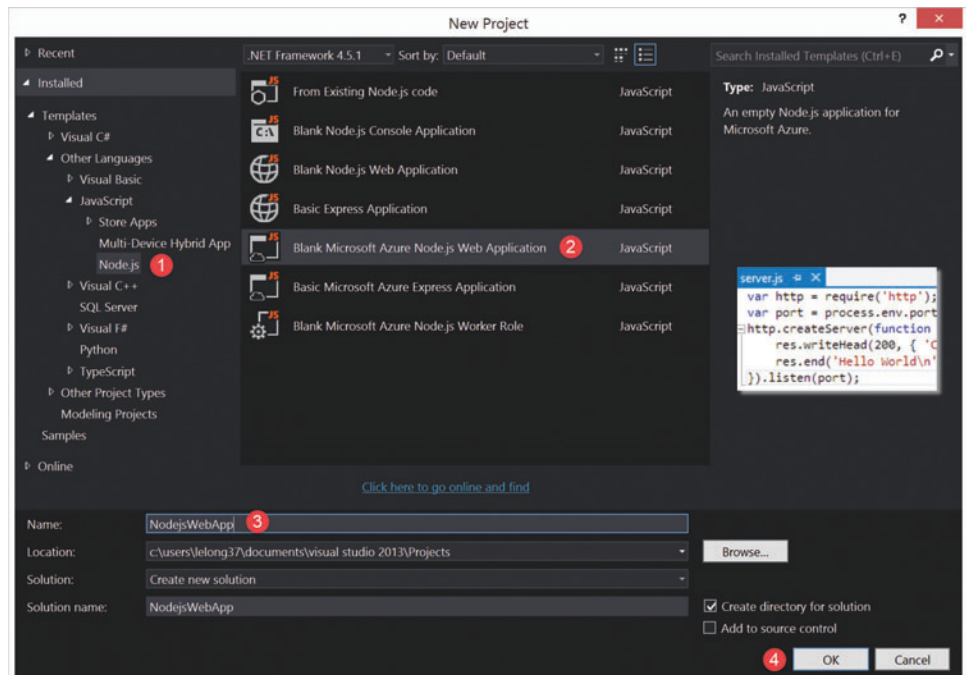 New Project
? ×
Recent
.NET Framework 4.5.1 Sort by: Default
Search Installed Templates (Ctrl+E)
Installed
Templates
Visual C#
Other Languages
Visual Basic
JavaScript
Store Apps
Multi-Device Hybrid App
Node.js 1
Visual C++
SQL Server
Visual F#
Python
TypeScript
Other Project Types
Modeling Projects
Samples
Online
JS From Existing Node.js code JavaScript
JS C:\ Blank Node.js Console Application JavaScript
JS Blank Node.js Web Application JavaScript
JS Basic Express Application JavaScript
JS Blank Microsoft Azure Node.js Web Application 2 JavaScript
JS Basic Microsoft Azure Express Application JavaScript
JS Blank Microsoft Azure Node.js Worker Role JavaScript
Click here to go online and find
Type: JavaScript
An empty Node.js application for
Microsoft Azure.
server.js
var http = require('http');
var port = process.env.port
http.createServer(function
res.writeHead(200, { 'C
res.end('Hello World\n'
}).listen(port);
Name: NodejsWebApp 3
Location: c:\users\lelong37\documents\visual studio 2013\Projects Browse...
Solution: Create new solution
Solution name: NodejsWebApp
Create directory for solution
Add to source control
4 OK Cancel